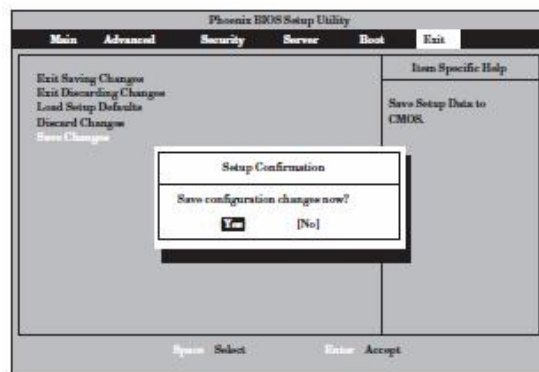 Phoenix BIOS Setup Utility
Main Advanced Security Server Boot Exit
Exit Saving Changes
Exit Discarding Changes
Load Setup Defaults
Discard Changes
Save Changes
Item Specific Help
Save Setup Data to
CMOS.
Setup Confirmation
Save configuration changes now?
Yes [No]
Space Select Enter Accept